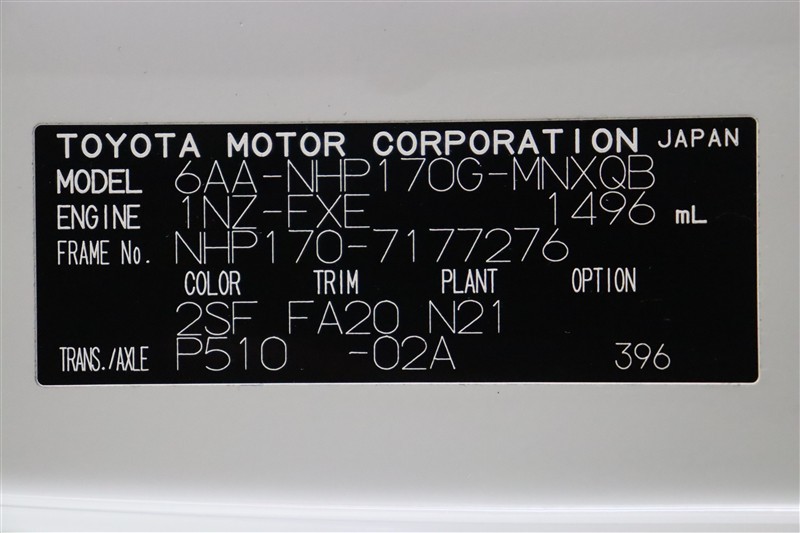 TOYOTA MOTOR CORPORATION JAPAN
MODEL 6AA-NHP170G-MNXQB
ENGINE 1NZ-FXE 1496 mL
FRAME No. NHP170-7177276
COLOR TRIM PLANT OPTION
2SF FA20 N21
TRANS./AXLE P510 -02A 396